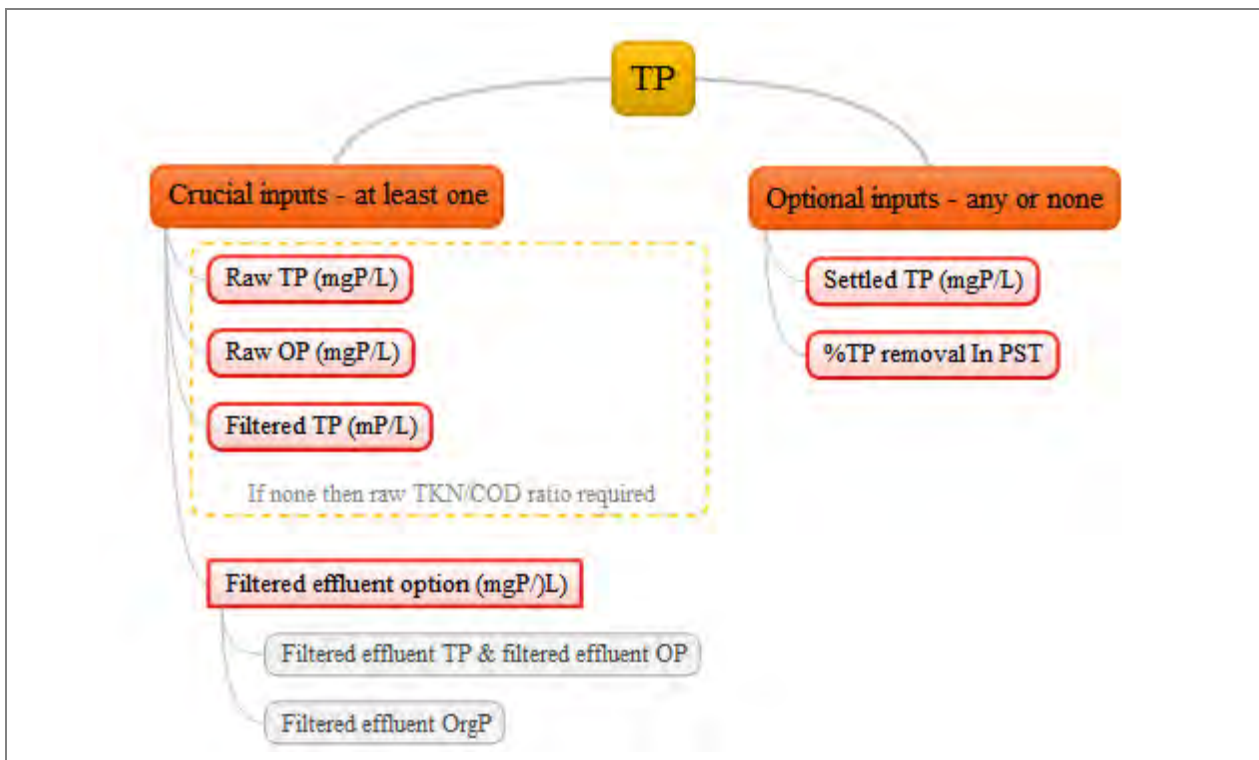 TP
Crucial inputs - at least one
Raw TP (mgP/L)
Raw OP (mgP/L)
Filtered TP (mP/L)
If none then raw TKN/COD ratio required
Filtered effluent option (mgP/)L)
Filtered effluent TP & filtered effluent OP
Filtered effluent OrgP
Optional inputs - any or none
Settled TP (mgP/L)
%TP removal In PST